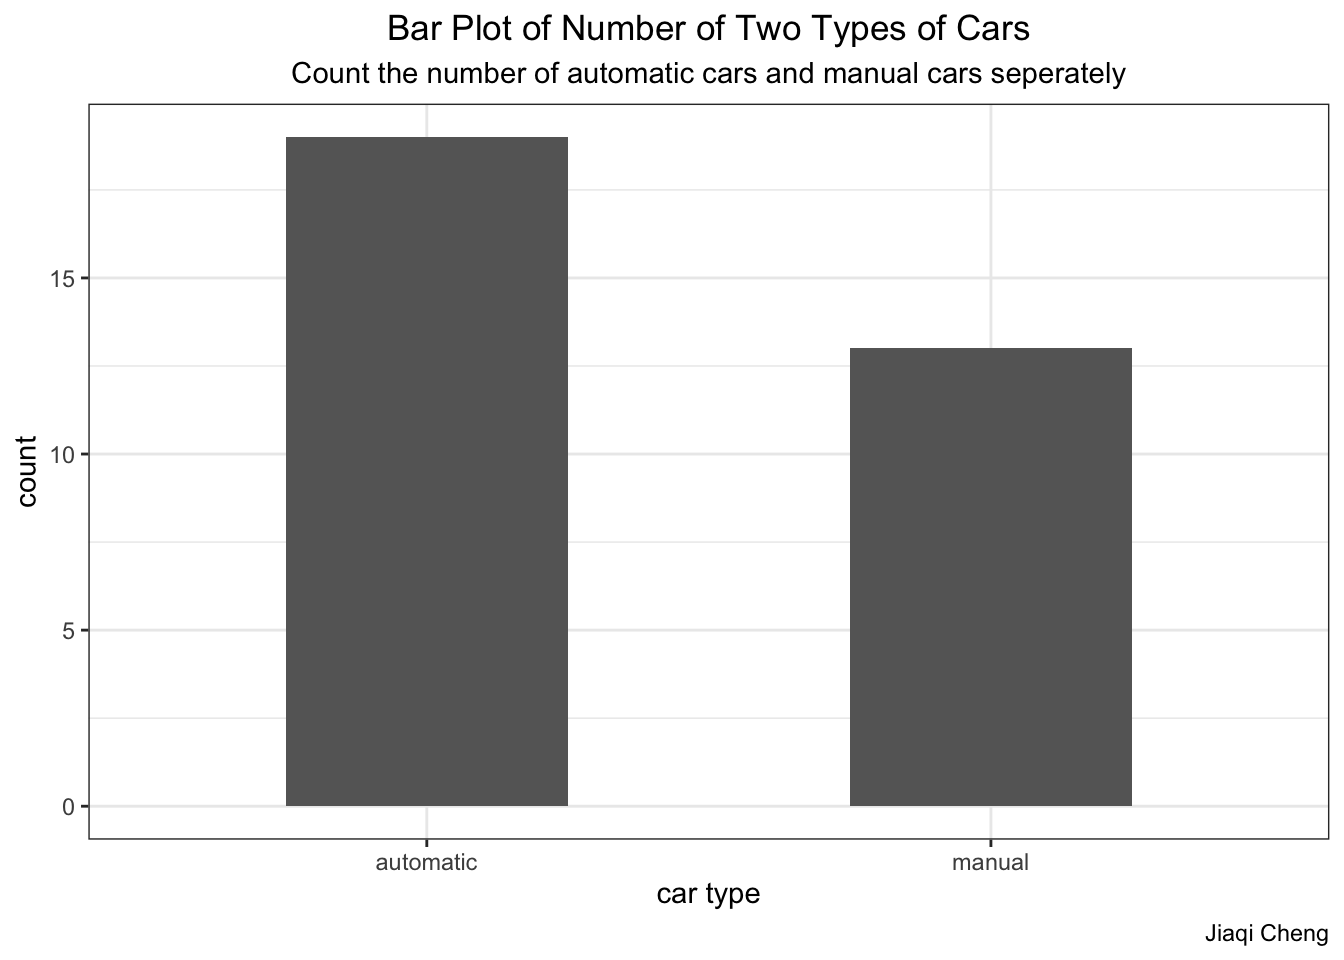 Bar Plot of Number of Two Types of Cars
Count the number of automatic cars and manual cars seperately
count
15
10
5
0
automatic
manual
car type
Jiaqi Cheng